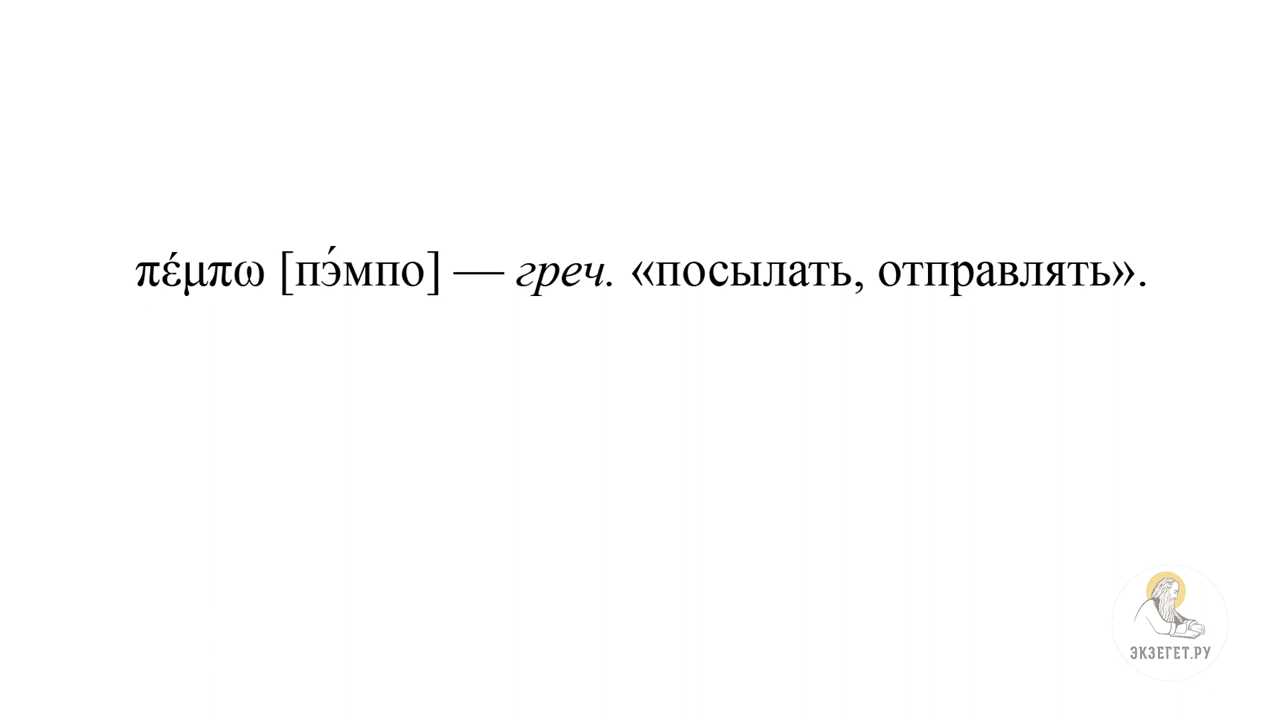 πέμπω [пэ́мпо] — греч. «посылать, отправлять».
ЭКЗЕГЕТ.РУ